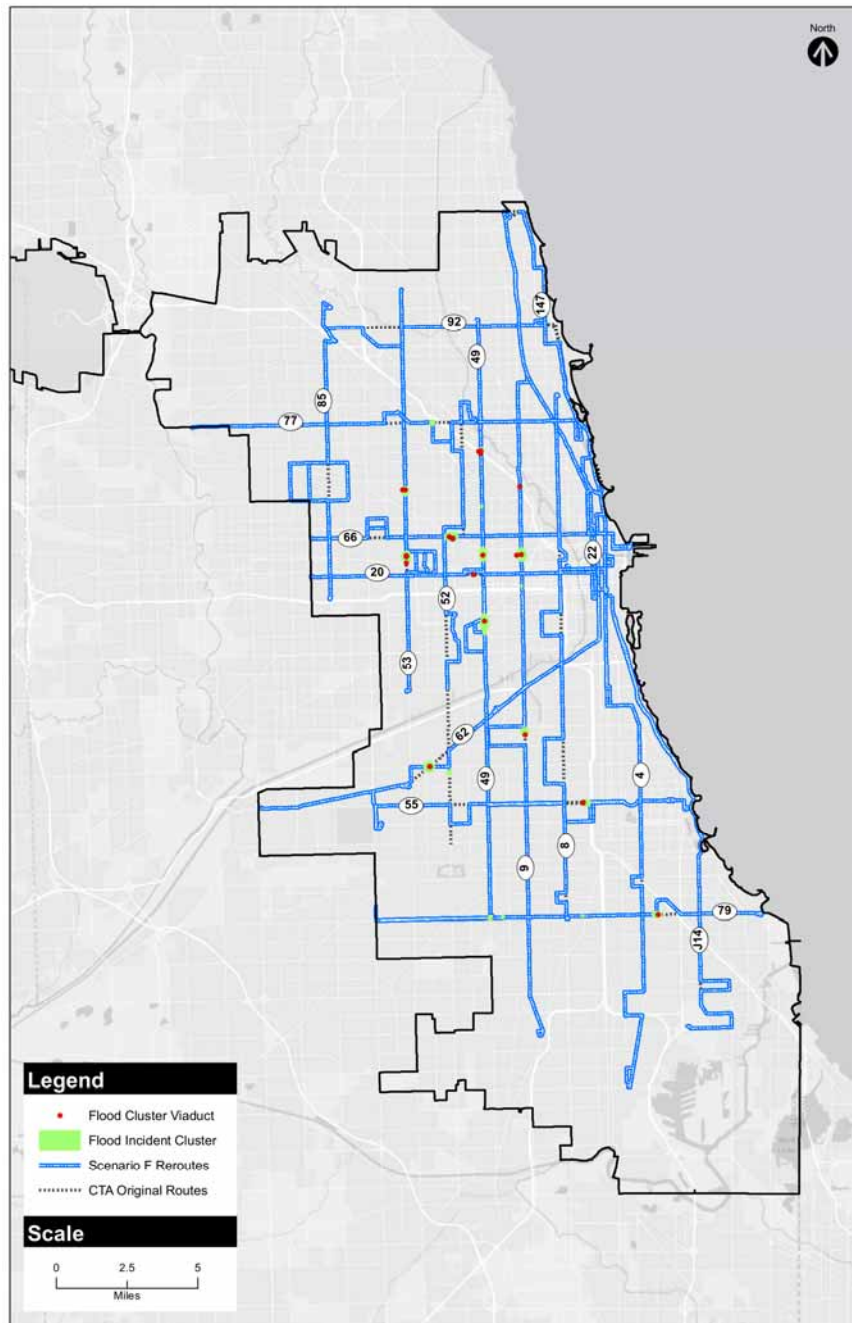 North
147
92
49
85
77
66
22
20
52
53
62
4
49
55
8
9
79
J14
Legend
Flood Cluster Viaduct
Flood Incident Cluster
Scenario F Reroutes
CTA Original Routes
Scale
0 2.5 5
Miles